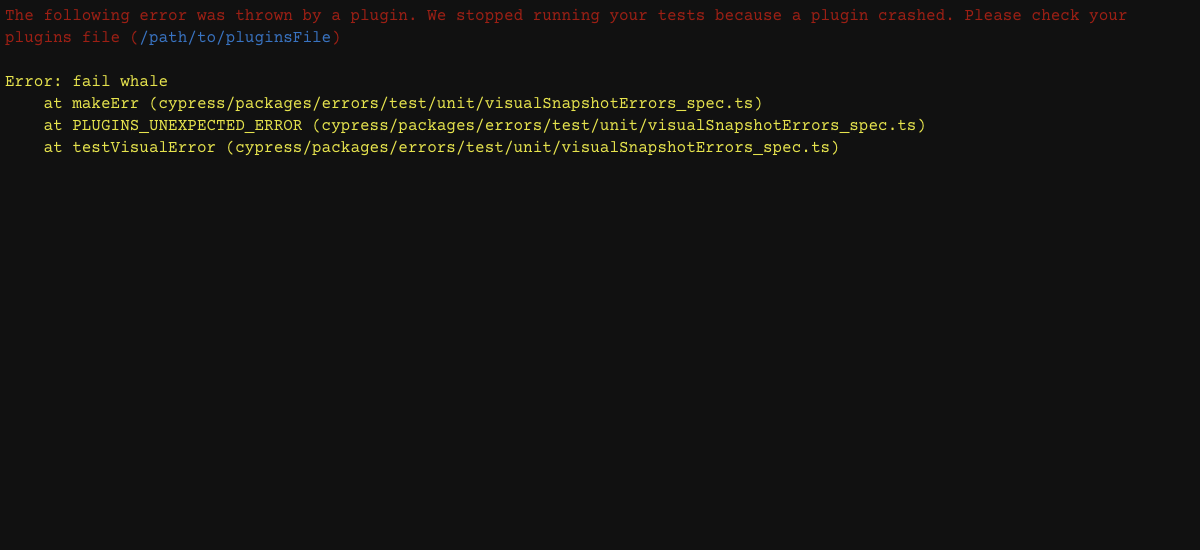 The following error was thrown by a plugin. We stopped running your tests because a plugin crashed. Please check your
plugins file (/path/to/pluginsFile)
Error: fail whale
at makeErr (cypress/packages/errors/test/unit/visualSnapshotErrors_spec.ts)
at PLUGINS_UNEXPECTED_ERROR (cypress/packages/errors/test/unit/visualSnapshotErrors_spec.ts)
at testVisualError (cypress/packages/errors/test/unit/visualSnapshotErrors_spec.ts)